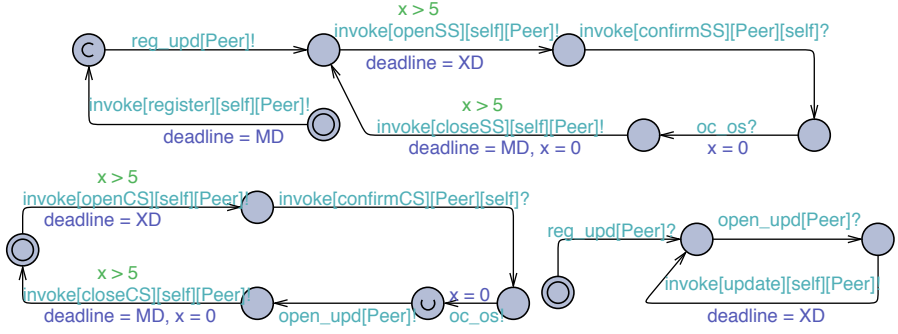 x > 5
reg_upd[Peer]!
invoke[openSS][self][Peer]!
invoke[confirmSS][Peer][self]?
deadline = XD
C
invoke[register][self][Peer]!
deadline = MD
x > 5
invoke[closeSS][self][Peer]!
deadline = MD, x = 0
oc_os?
x = 0
x > 5
invoke[openCS][self][Peer]!
deadline = XD
invoke[confirmCS][Peer][self]?
x > 5
invoke[closeCS][self][Peer]!
deadline = MD, x = 0
open_upd[Peer]!
U
x = 0
oc_os!
reg_upd[Peer]?
open_upd[Peer]?
invoke[update][self][Peer]!
deadline = XD